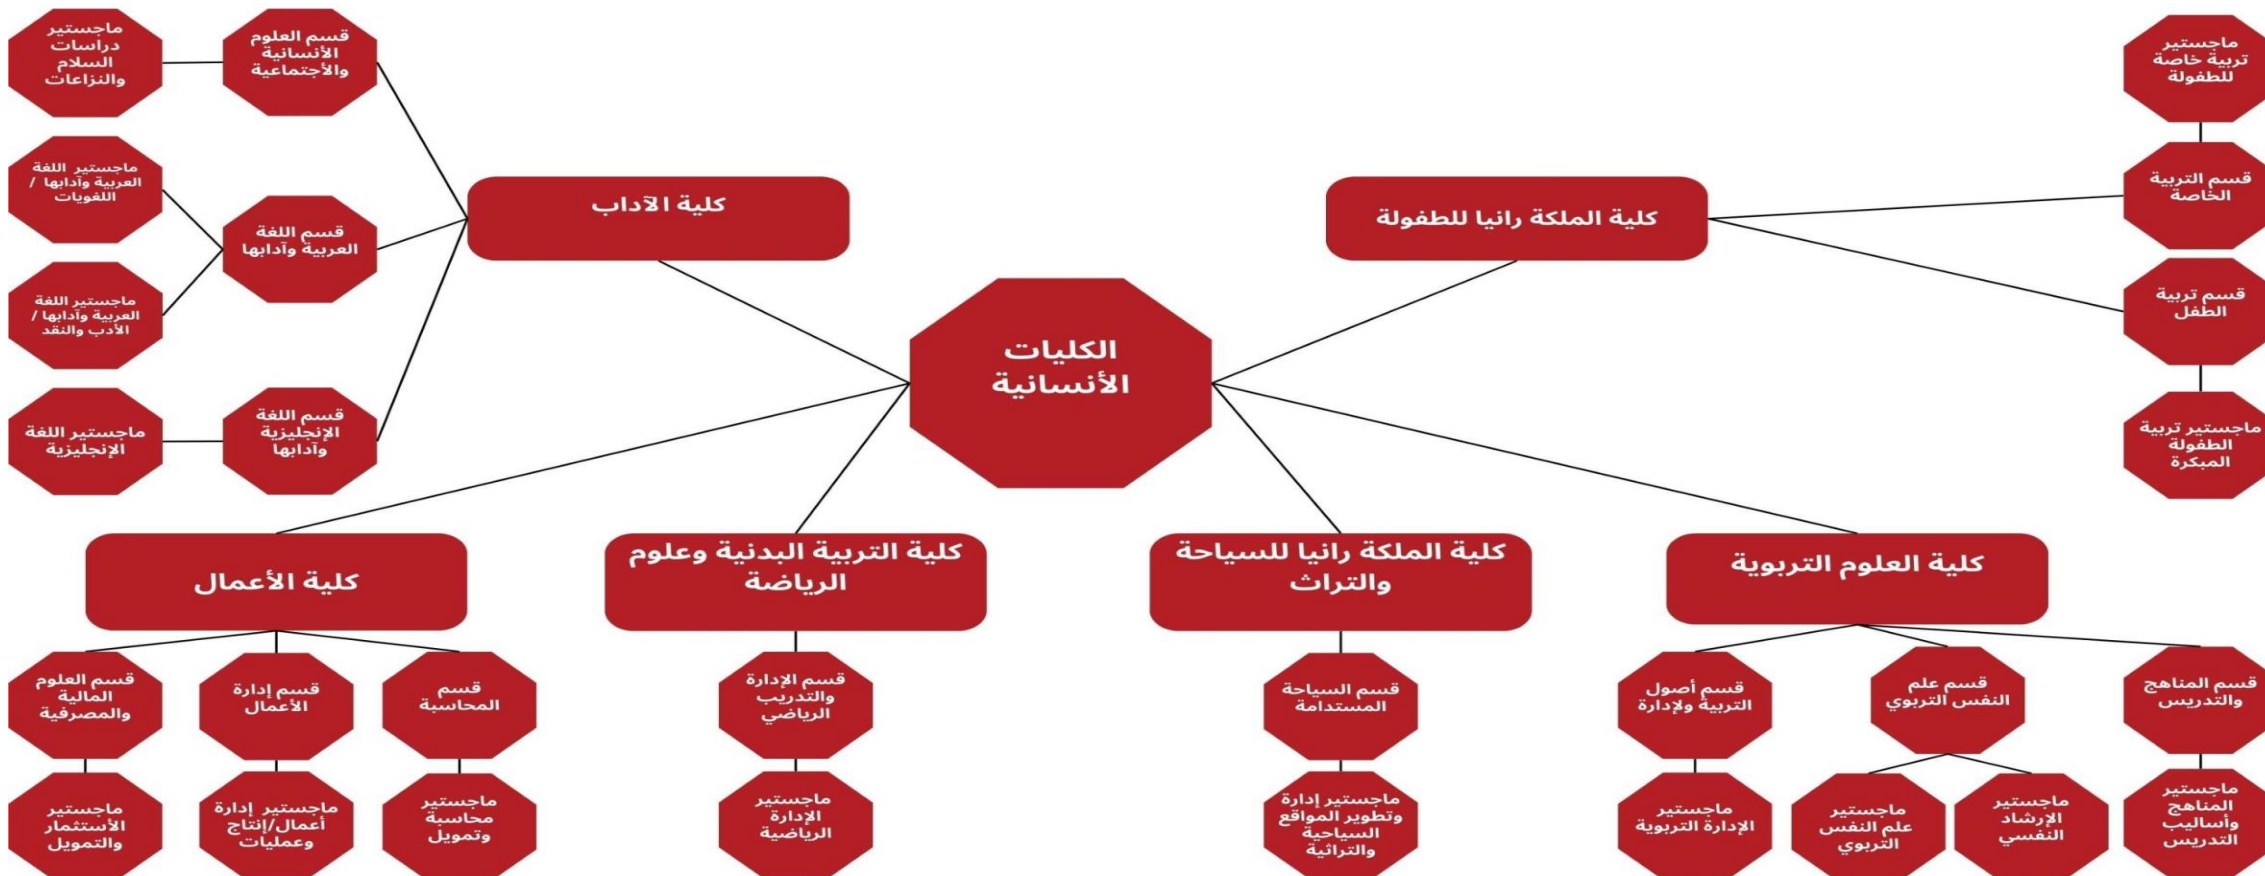 الكليات
الأنسانية
كلية الملكة رانيا للطفولة
قسم التربية
الخاصة
ماجستير
تربية خاصة
للطفولة
قسم تربية
الطفل
ماجستير تربية
الطفولة
المبكرة
كلية الآداب
قسم العلوم
الأنسانية
والأجتماعية
ماجستير
دراسات
السلام
والنزاعات
قسم اللغة
العربية وآدابها
ماجستير اللغة
العربية وآدابها /
اللغويات
ماجستير اللغة
العربية وآدابها /
الأدب والنقد
قسم اللغة
الإنجليزية
وآدابها
ماجستير اللغة
الإنجليزية
كلية العلوم التربوية
قسم المناهج
والتدريس
ماجستير
المناهج
وأساليب
التدريس
قسم علم
النفس التربوي
ماجستير
الإرشاد
النفسي
ماجستير
علم النفس
التربوي
قسم أصول
التربية ولإدارة
ماجستير
الإدارة التربوية
كلية الملكة رانيا للسياحة
والتراث
قسم السياحة
المستدامة
ماجستير إدارة
وتطوير المواقع
السياحية
والتراثية
كلية التربية البدنية وعلوم
الرياضة
قسم الإدارة
والتدريب
الرياضي
ماجستير
الإدارة
الرياضية
كلية الأعمال
قسم
المحاسبة
ماجستير
محاسبة
وتمويل
قسم إدارة
الأعمال
ماجستير إدارة
أعمال/إنتاج
وعمليات
قسم العلوم
المالية
والمصرفية
ماجستير
الأستثمار
والتمويل